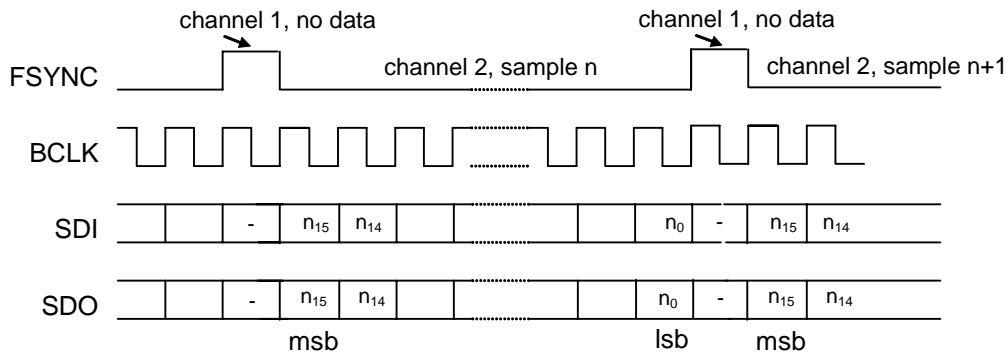 channel 1, no data channel 1, no data
FSYNC channel 2, sample n channel 2, sample n+1
BCLK
SDI - n₁₅ n₁₄ n₀ - n₁₅ n₁₄
SDO - n₁₅ n₁₄ n₀ - n₁₅ n₁₄
msb lsb msb